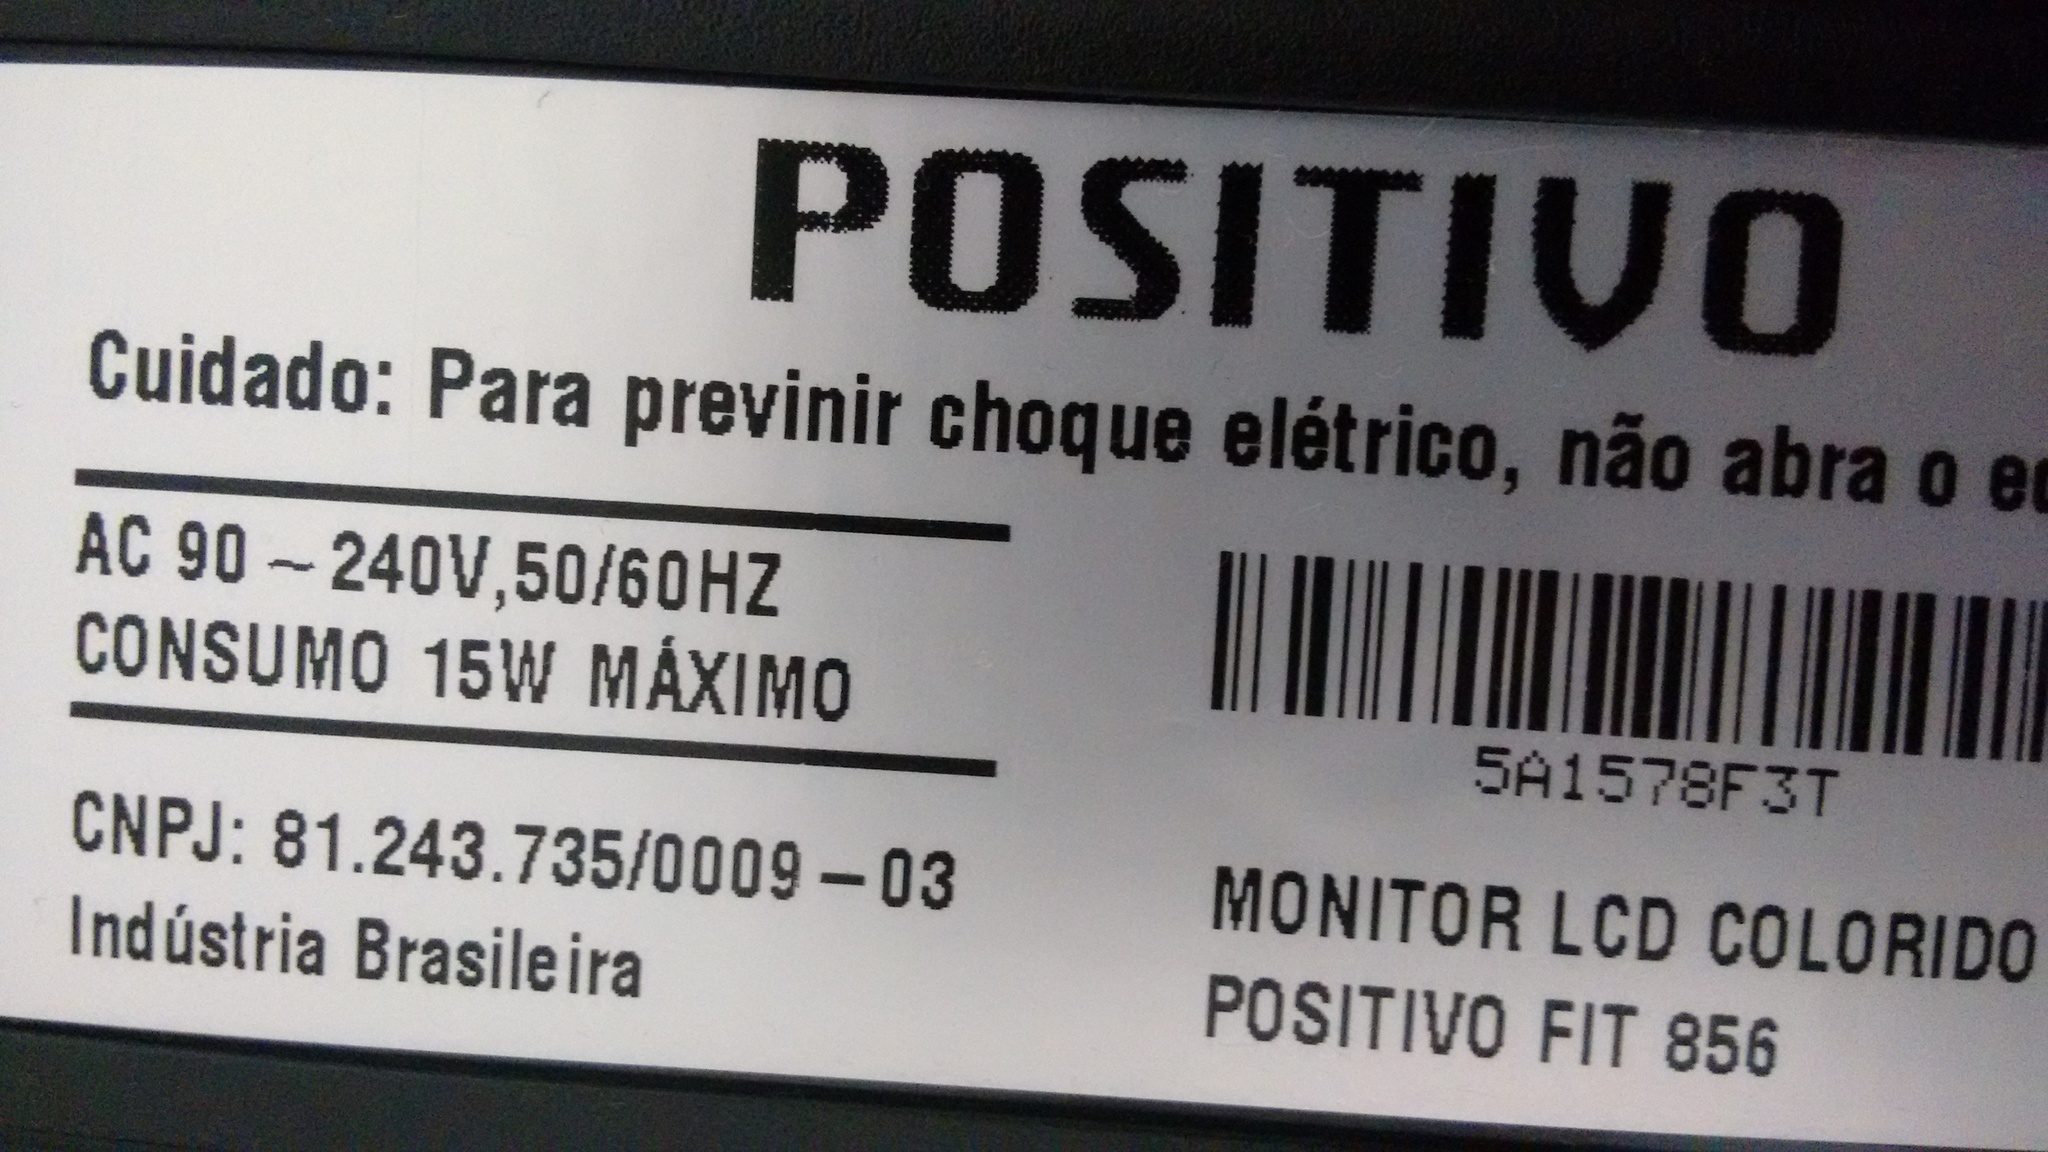 POSITIVO
Cuidado: Para previnir choque elétrico, não abra o
AC 90 ~ 240V,50/60HZ
CONSUMO 15W MÁXIMO
5A1578F3T
CNPJ: 81.243.735/0009-03
Indústria Brasileira
MONITOR LCD COLORIDO
POSITIVO FIT 856